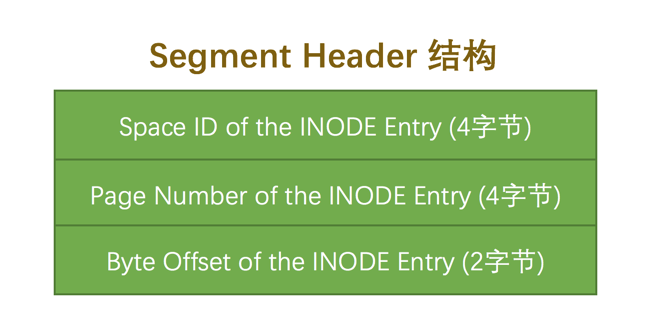 Segment Header 结构
Space ID of the INODE Entry (4字节)
Page Number of the INODE Entry (4字节)
Byte Offset of the INODE Entry (2字节)